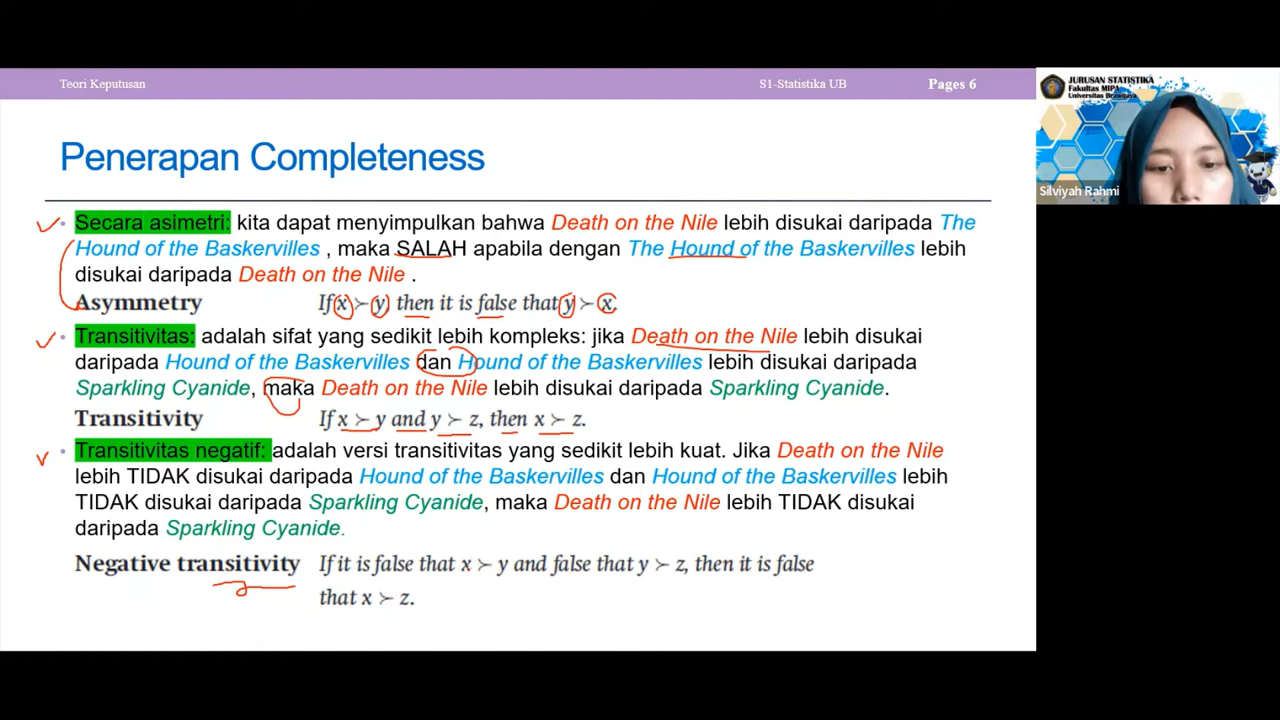 Teori Keputusan
S1-Statistika UB
Pages 6
JURUSAN STATISTIKA
Fakultas MIPA
Universitas Brawijaya
Silviyah Rahmi
Penerapan Completeness
• Secara asimetri: kita dapat menyimpulkan bahwa Death on the Nile lebih disukai daripada The
Hound of the Baskervilles , maka SALAH apabila dengan The Hound of the Baskervilles lebih
disukai daripada Death on the Nile .
Asymmetry If x ≻ y, then it is false that y ≻ x.
• Transitivitas: adalah sifat yang sedikit lebih kompleks: jika Death on the Nile lebih disukai
daripada Hound of the Baskervilles dan Hound of the Baskervilles lebih disukai daripada
Sparkling Cyanide, maka Death on the Nile lebih disukai daripada Sparkling Cyanide.
Transitivity If x ≻ y and y ≻ z, then x ≻ z.
• Transitivitas negatif: adalah versi transitivitas yang sedikit lebih kuat. Jika Death on the Nile
lebih TIDAK disukai daripada Hound of the Baskervilles dan Hound of the Baskervilles lebih
TIDAK disukai daripada Sparkling Cyanide, maka Death on the Nile lebih TIDAK disukai
daripada Sparkling Cyanide.
Negative transitivity If it is false that x ≻ y and false that y ≻ z, then it is false
that x ≻ z.